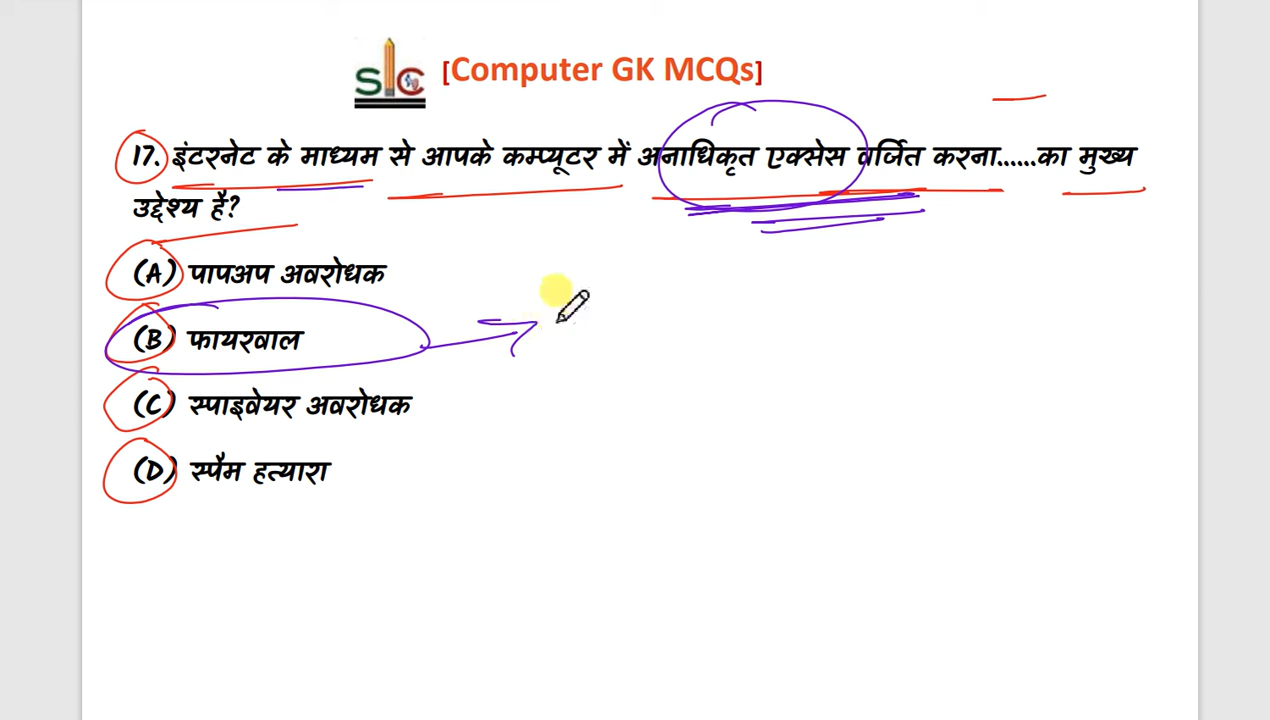 SLC
[Computer GK MCQs]
17. इंटरनेट के माध्यम से आपके कम्प्यूटर में अनाधिकृत एक्सेस वर्जित करना......का मुख्य
उद्देश्य है?
(A) पापअप अवरोधक
(B) फायरवाल
(C) स्पाइवेयर अवरोधक
(D) स्पैम हत्यारा